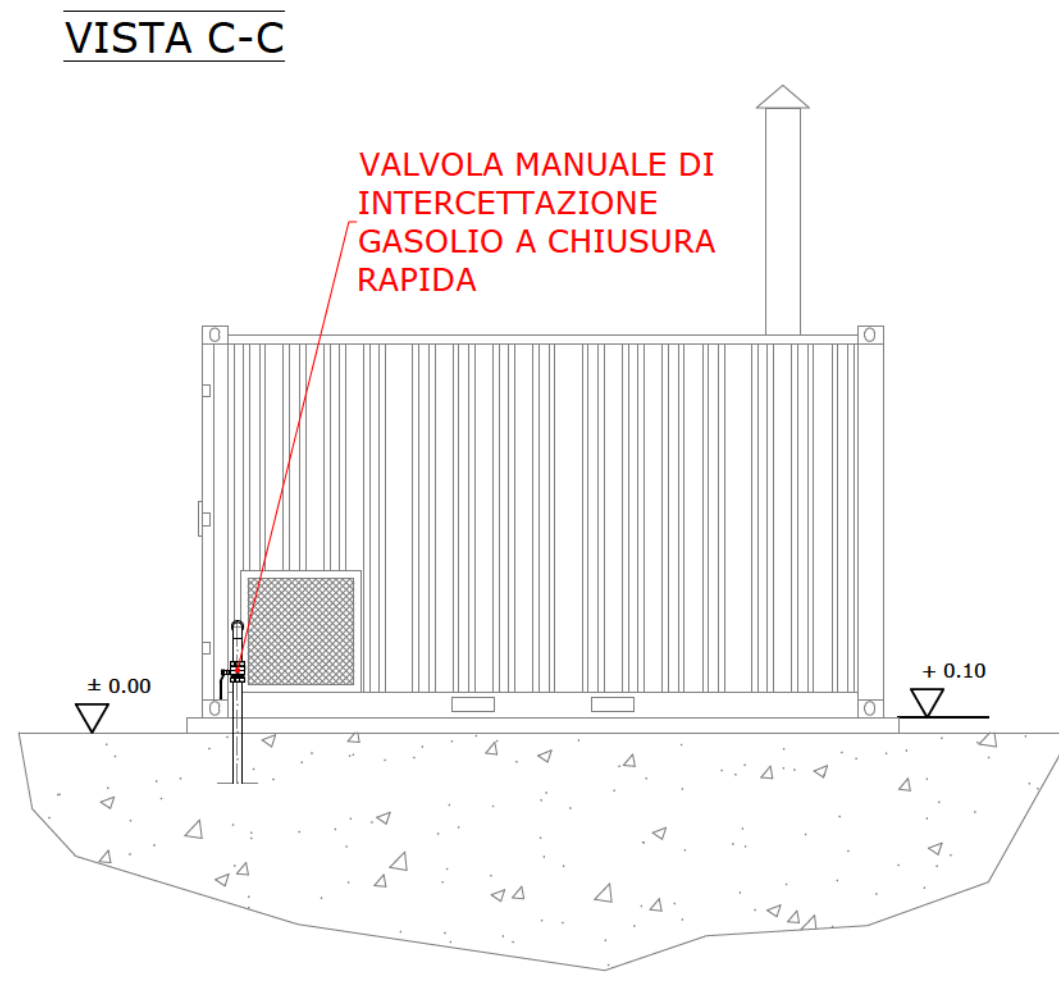 VISTA C-C
VALVOLA MANUALE DI
INTERCETTAZIONE
GASOLIO A CHIUSURA
RAPIDA
± 0.00
+ 0.10